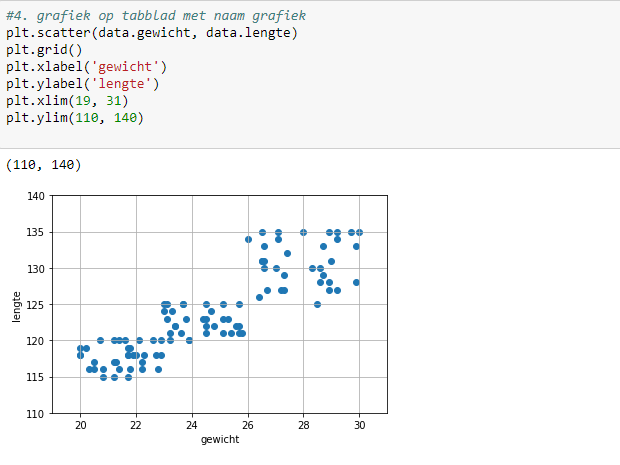 #4. grafiek op tabblad met naam grafiek
plt.scatter(data.gewicht, data.lengte)
plt.grid()
plt.xlabel('gewicht')
plt.ylabel('lengte')
plt.xlim(19, 31)
plt.ylim(110, 140)
(110, 140)
140
135
130
125
120
115
110
lengte
20 22 24 26 28 30
gewicht